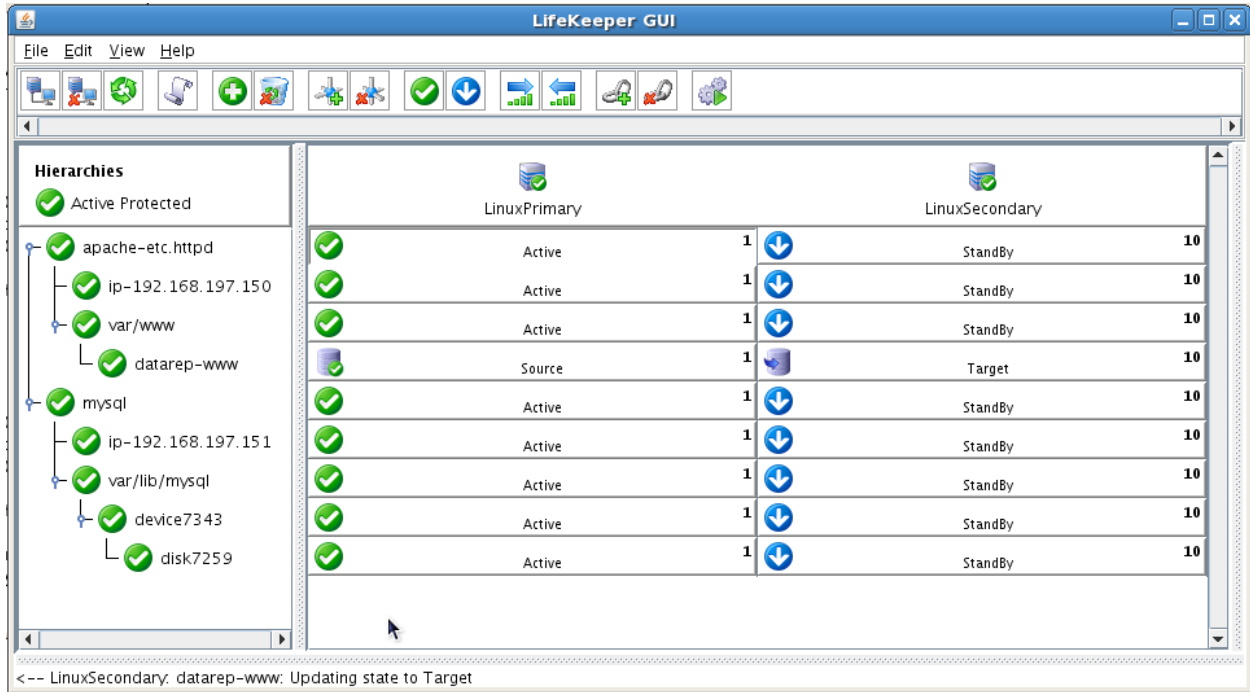 LifeKeeper GUI
File Edit View Help
Hierarchies
Active Protected
LinuxPrimary LinuxSecondary
apache-etc.httpd Active 1 StandBy 10
ip-192.168.197.150 Active 1 StandBy 10
var/www Active 1 StandBy 10
datarep-www Source 1 Target 10
mysql Active 1 StandBy 10
ip-192.168.197.151 Active 1 StandBy 10
var/lib/mysql Active 1 StandBy 10
device7343 Active 1 StandBy 10
disk7259 Active 1 StandBy 10
<-- LinuxSecondary: datarep-www: Updating state to Target